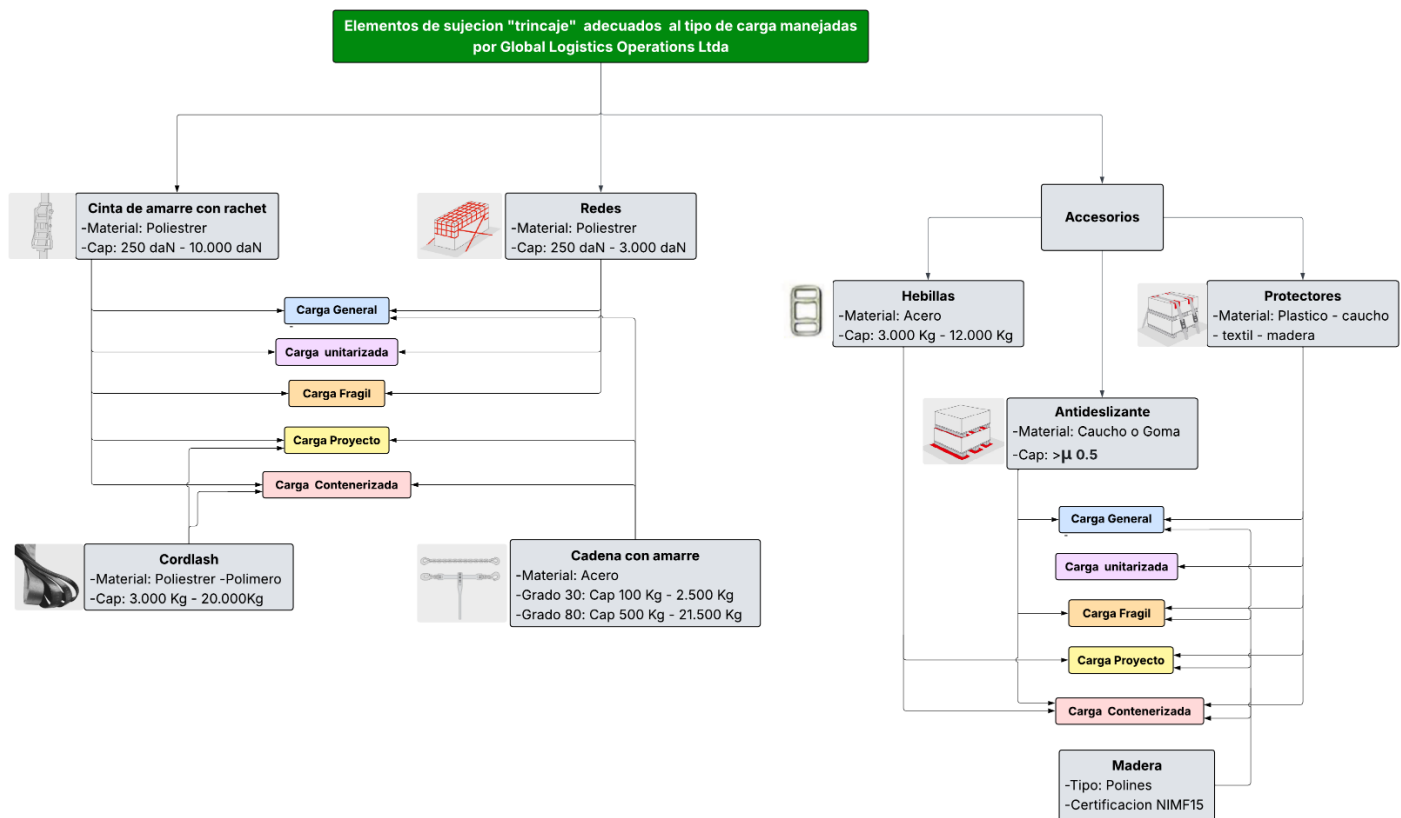 Elementos de sujecion "trincaje" adecuados al tipo de carga manejadas
por Global Logistics Operations Ltda
Cinta de amarre con rachet
-Material: Poliestrer
-Cap: 250 daN - 10.000 daN
Redes
-Material: Poliestrer
-Cap: 250 daN - 3.000 daN
Accesorios
Carga General
-
Carga unitarizada
Carga Fragil
Carga Proyecto
Carga Contenerizada
Cordlash
-Material: Poliestrer -Polimero
-Cap: 3.000 Kg - 20.000Kg
Cadena con amarre
-Material: Acero
-Grado 30: Cap 100 Kg - 2.500 Kg
-Grado 80: Cap 500 Kg - 21.500 Kg
Hebillas
-Material: Acero
-Cap: 3.000 Kg - 12.000 Kg
Protectores
-Material: Plastico - caucho
- textil - madera
Antideslizante
-Material: Caucho o Goma
-Cap: >μ 0.5
Carga General
-
Carga unitarizada
Carga Fragil
Carga Proyecto
Carga Contenerizada
Madera
-Tipo: Polines
-Certificacion NIMF15